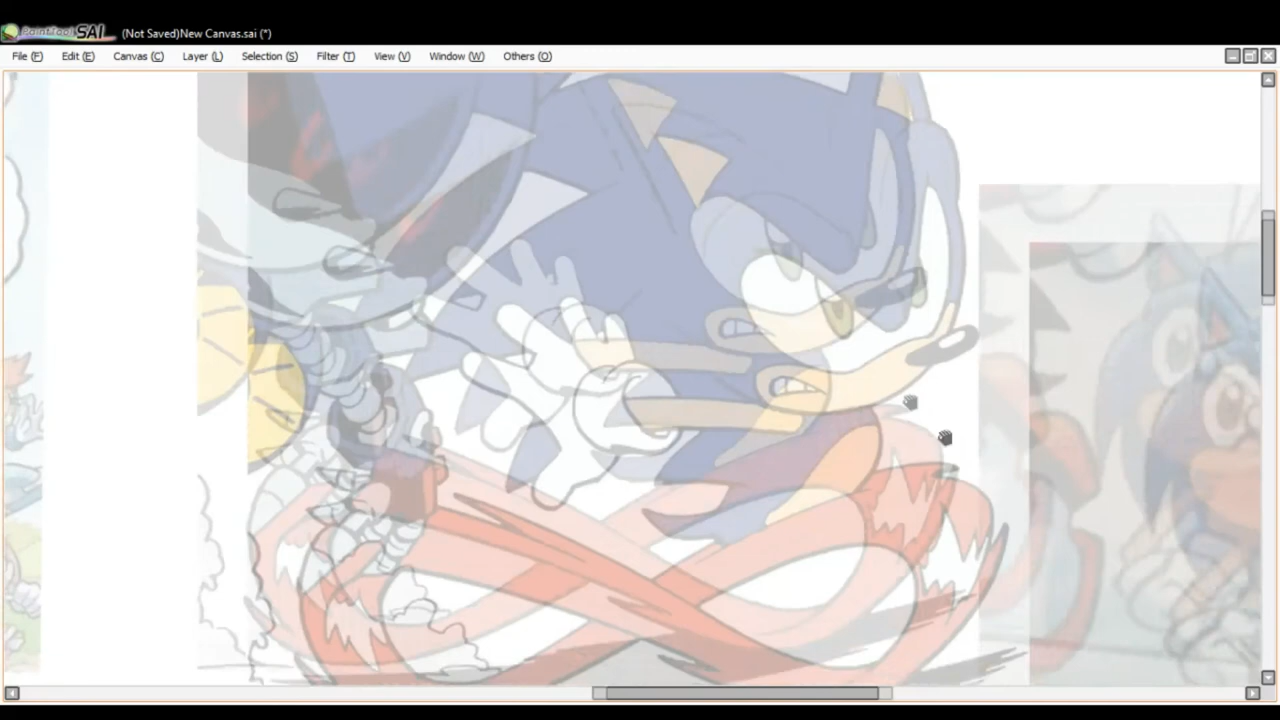 PaintTool SAI (Not Saved)New Canvas.sai (*)
File (F) Edit (E) Canvas (C) Layer (L) Selection (S) Filter (T) View (V) Window (W) Others (O)